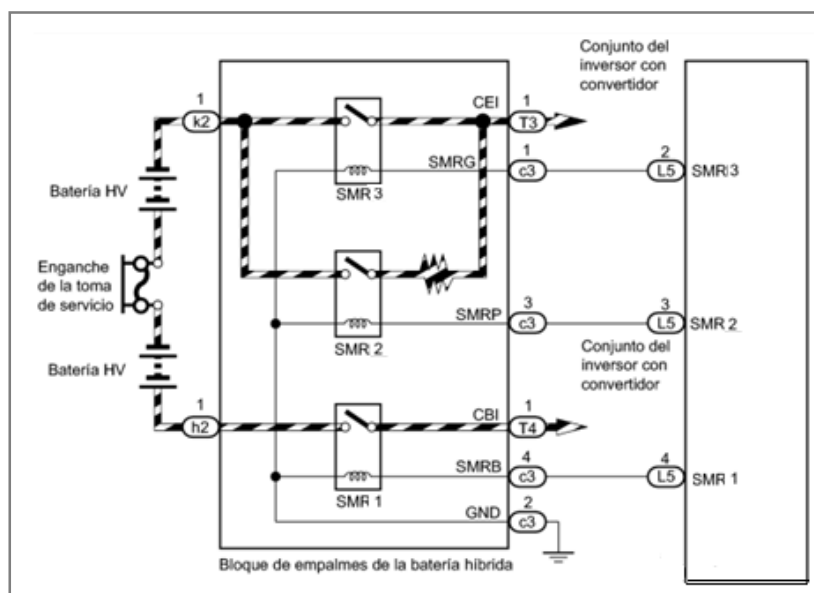 Conjunto del
inversor con
convertidor
1
k2
CEI
1
T3
SMRG
1
c3
2
L5
SMR 3
SMR 3
Batería HV
Enganche
de la toma
de servicio
SMRP
3
c3
3
L5
SMR 2
SMR 2
Conjunto del
inversor con
convertidor
Batería HV
1
h2
CBI
1
T4
SMRB
4
c3
4
L5
SMR 1
SMR 1
GND
2
c3
Bloque de empalmes de la batería híbrida